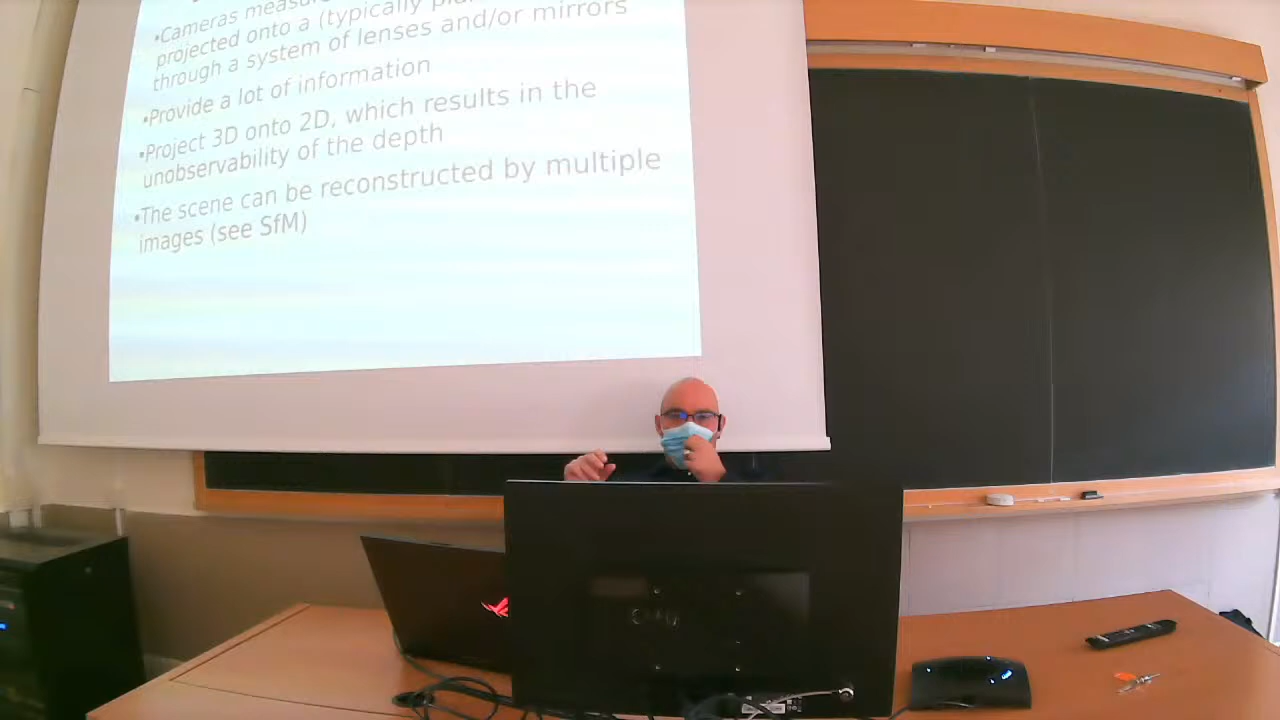 •Cameras
projected onto a (typically
through a system of lenses and/or mirrors
•Provide a lot of information
•Project 3D onto 2D, which results in the
unobservability of the depth
•The scene can be reconstructed by multiple
images (see SfM)